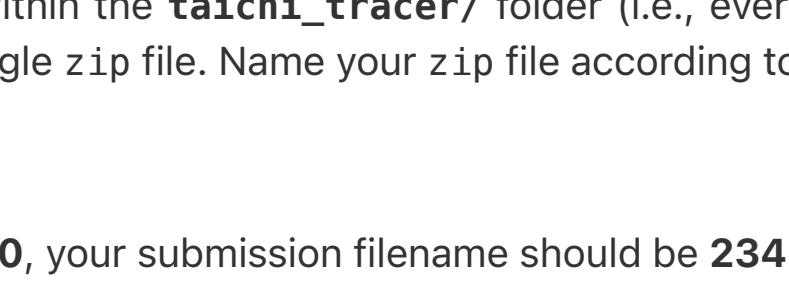 within the taichi_tracer/ folder (i.e., ever
gle zip file. Name your zip file according to
0, your submission filename should be 234